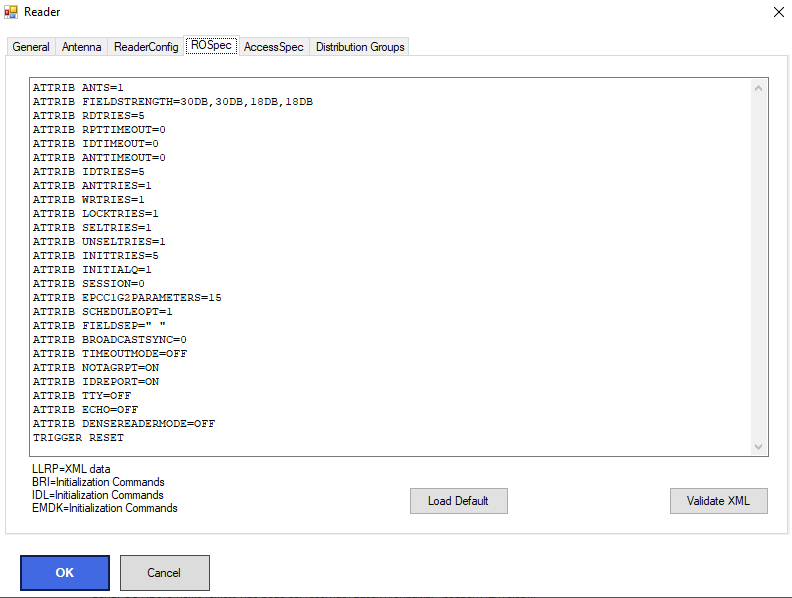 Reader
General Antenna ReaderConfig ROSpec AccessSpec Distribution Groups
ATTRIB ANTS=1
ATTRIB FIELDSTRENGTH=30DB,30DB,18DB,18DB
ATTRIB RDTRIES=5
ATTRIB RPTTIMEOUT=0
ATTRIB IDTIMEOUT=0
ATTRIB ANTTIMEOUT=0
ATTRIB IDTRIES=5
ATTRIB ANTTRIES=1
ATTRIB WRTRIES=1
ATTRIB LOCKTRIES=1
ATTRIB SELTRIES=1
ATTRIB UNSELTRIES=1
ATTRIB INITTRIES=5
ATTRIB INITIALQ=1
ATTRIB SESSION=0
ATTRIB EPCC1G2PARAMETERS=15
ATTRIB SCHEDULEOPT=1
ATTRIB FIELDSEP=" "
ATTRIB BROADCASTSYNC=0
ATTRIB TIMEOUTMODE=OFF
ATTRIB NOTAGRPT=ON
ATTRIB IDREPORT=ON
ATTRIB TTY=OFF
ATTRIB ECHO=OFF
ATTRIB DENSEREADERMODE=OFF
TRIGGER RESET
LLRP=XML data
BRI=Initialization Commands
IDL=Initialization Commands
EMDK=Initialization Commands
Load Default
Validate XML
OK
Cancel